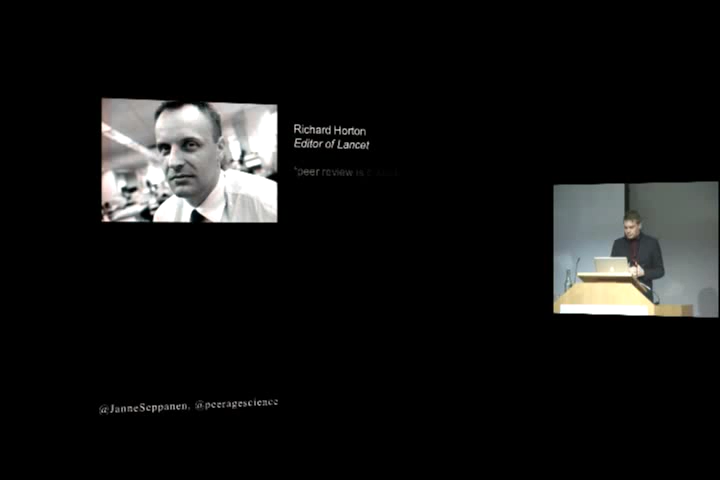 Richard Horton
Editor of Lancet
"peer review is
@JanneSeppanen, @peeragescience